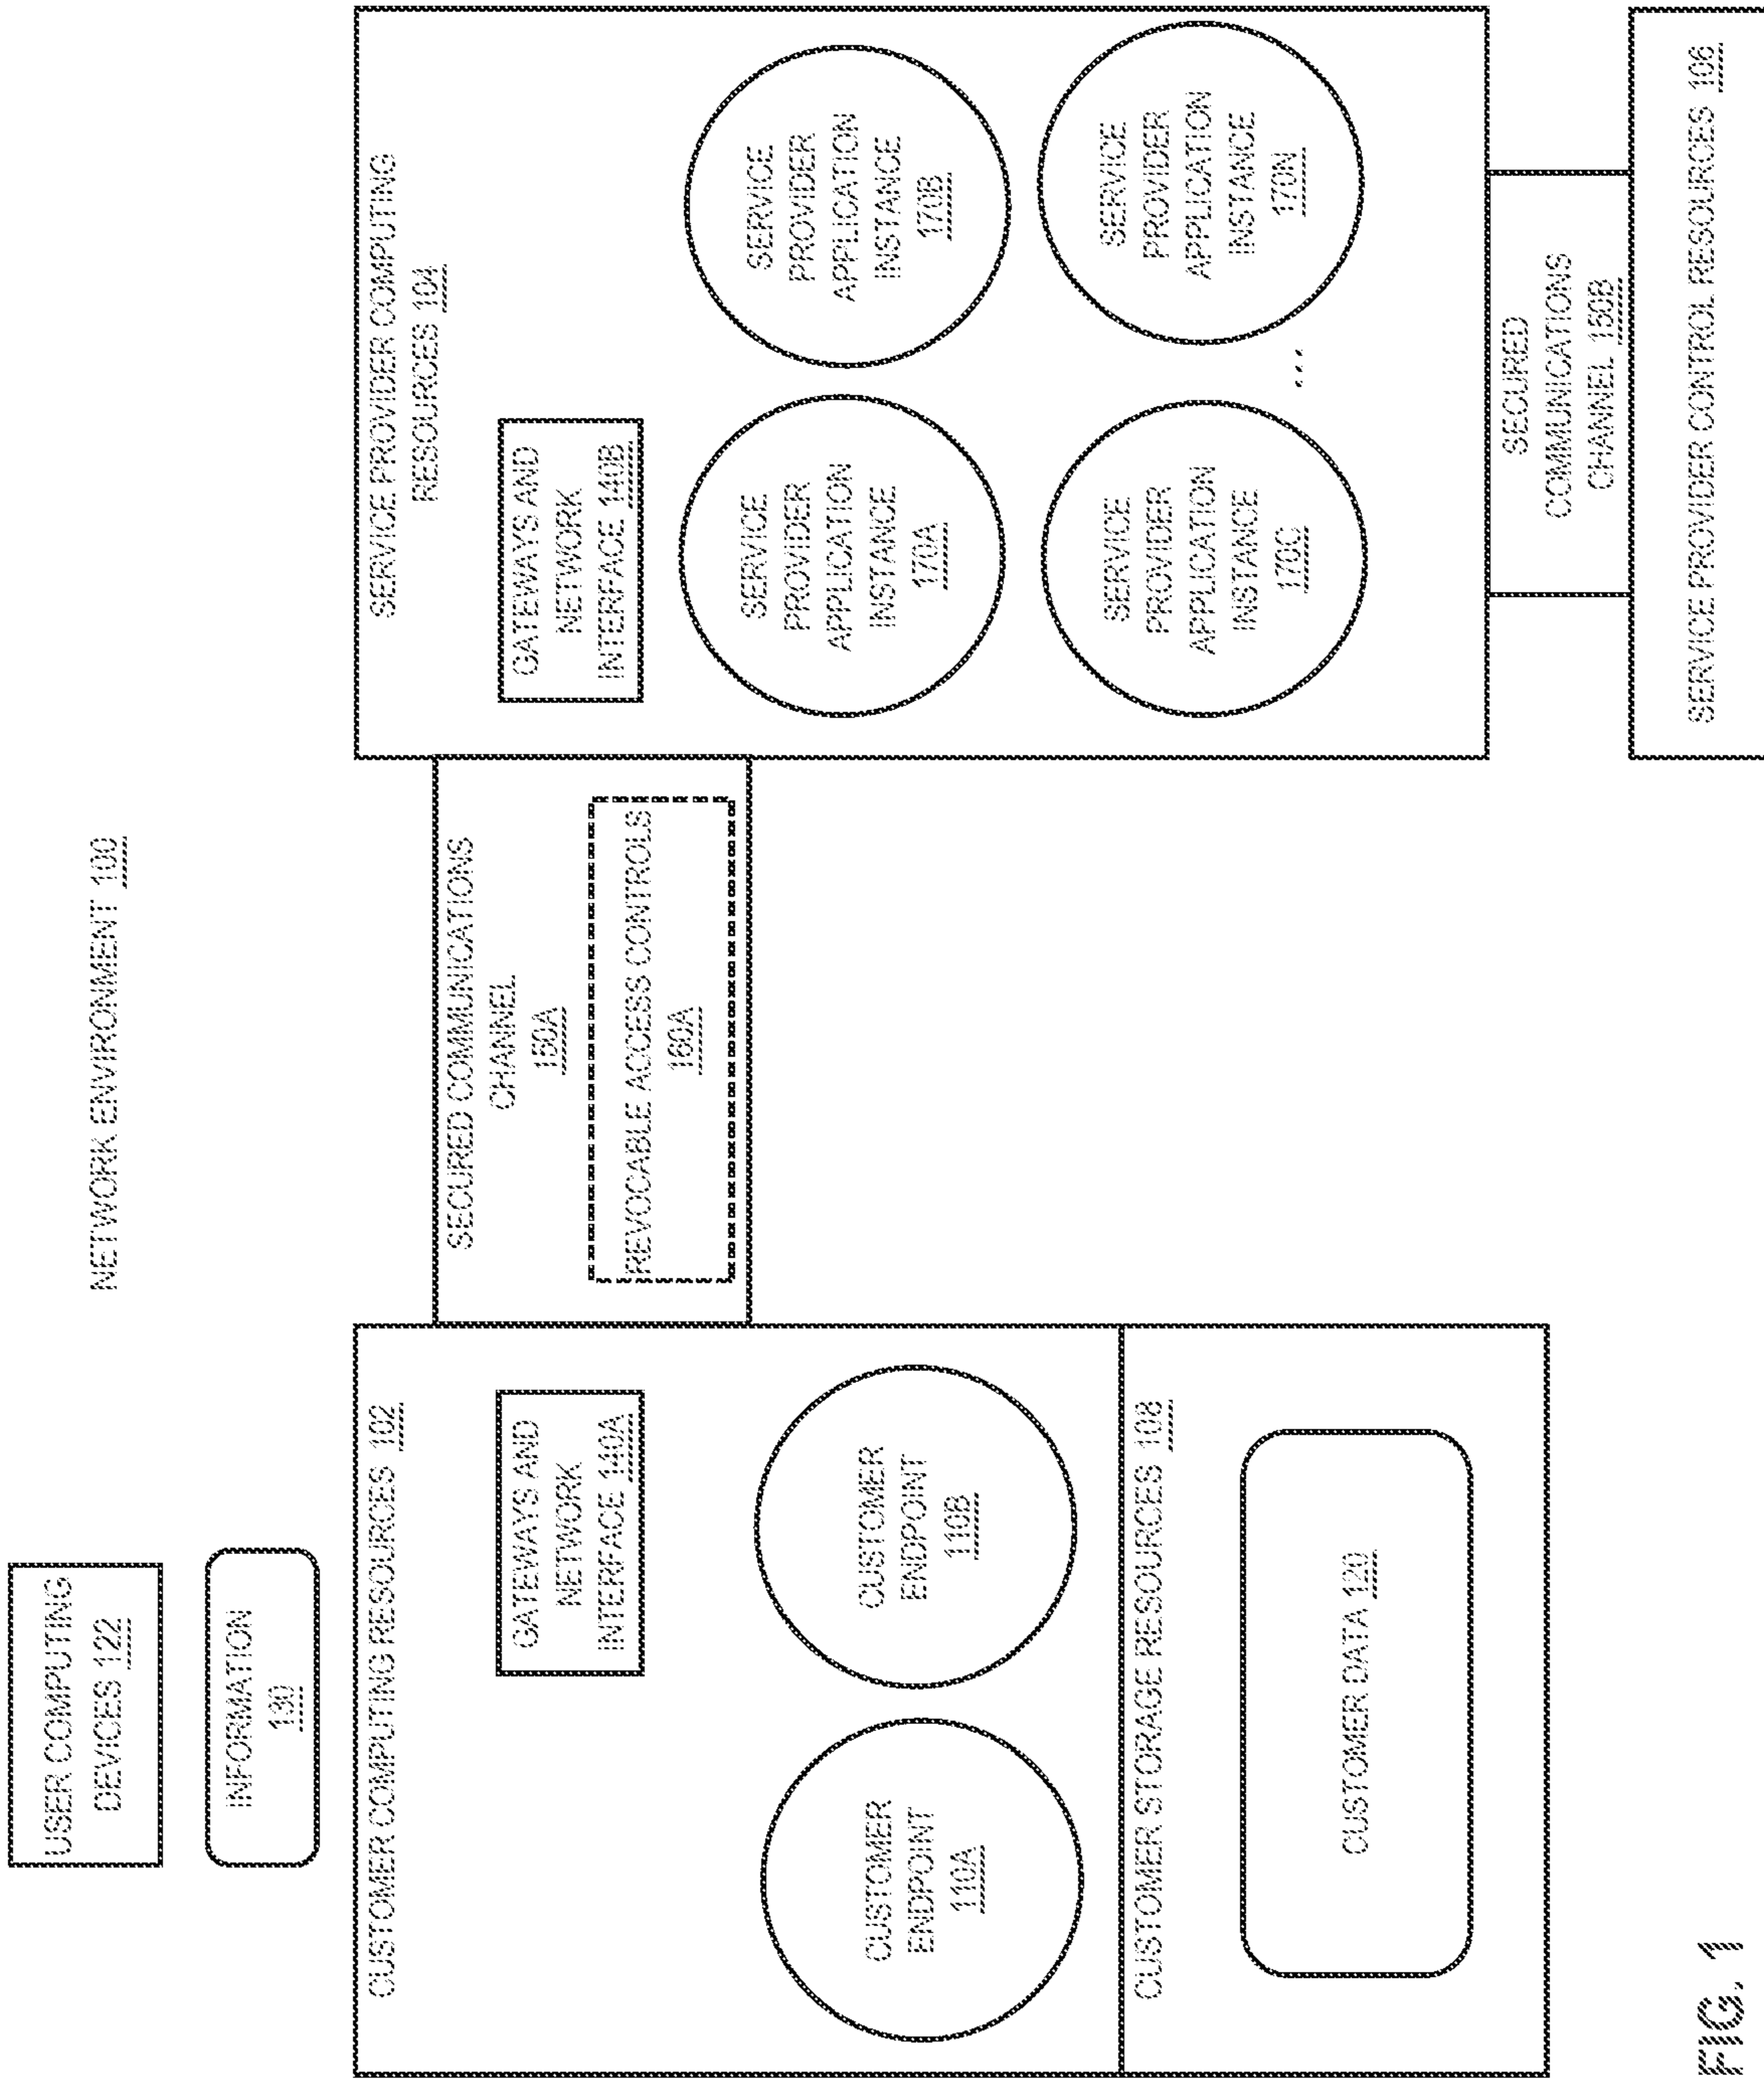 NETWORK ENVIRONMENT 100
USER COMPUTING
DEVICES 122
INFORMATION
130
CUSTOMER COMPUTING RESOURCES 102
GATEWAYS AND
NETWORK
INTERFACE 140A
CUSTOMER
ENDPOINT
110A
CUSTOMER
ENDPOINT
110B
CUSTOMER STORAGE RESOURCES 108
CUSTOMER DATA 120
SECURED COMMUNICATIONS
CHANNEL
150A
REVOCABLE ACCESS CONTROLS
160A
SERVICE PROVIDER COMPUTING
RESOURCES 104
GATEWAYS AND
NETWORK
INTERFACE 140B
SERVICE
PROVIDER
APPLICATION
INSTANCE
170A
SERVICE
PROVIDER
APPLICATION
INSTANCE
170B
SERVICE
PROVIDER
APPLICATION
INSTANCE
170C
...
SERVICE
PROVIDER
APPLICATION
INSTANCE
170N
SECURED
COMMUNICATIONS
CHANNEL 150B
SERVICE PROVIDER CONTROL RESOURCES 106
FIG. 1